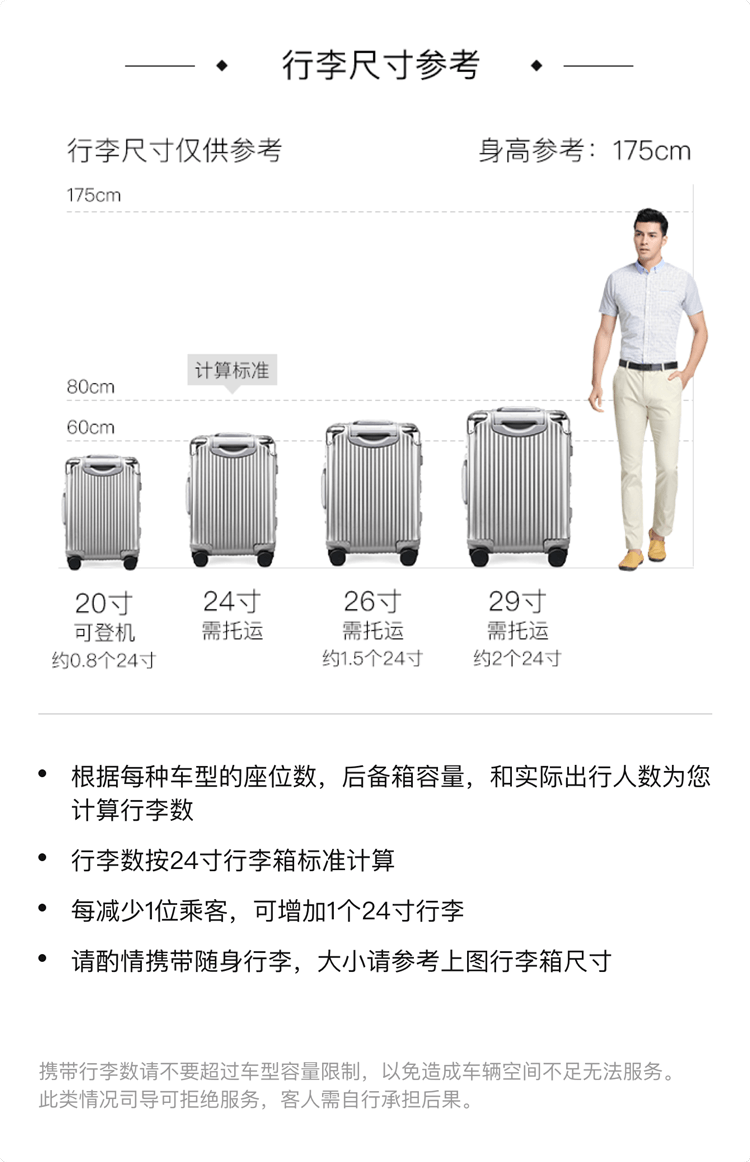 行李尺寸参考
行李尺寸仅供参考
身高参考：175cm
175cm
计算标准
80cm
60cm
20寸
24寸
26寸
29寸
可登机
需托运
需托运
需托运
约0.8个24寸
约1.5个24寸
约2个24寸
根据每种车型的座位数，后备箱容量，和实际出行人数为您
计算行李数
行李数按24寸行李箱标准计算
每减少1位乘客，可增加1个24寸行李
请酌情携带随身行李，大小请参考上图行李箱尺寸
携带行李数请不要超过车型容量限制，以免造成车辆空间不足无法服务。
此类情况司导可拒绝服务，客人需自行承担后果。